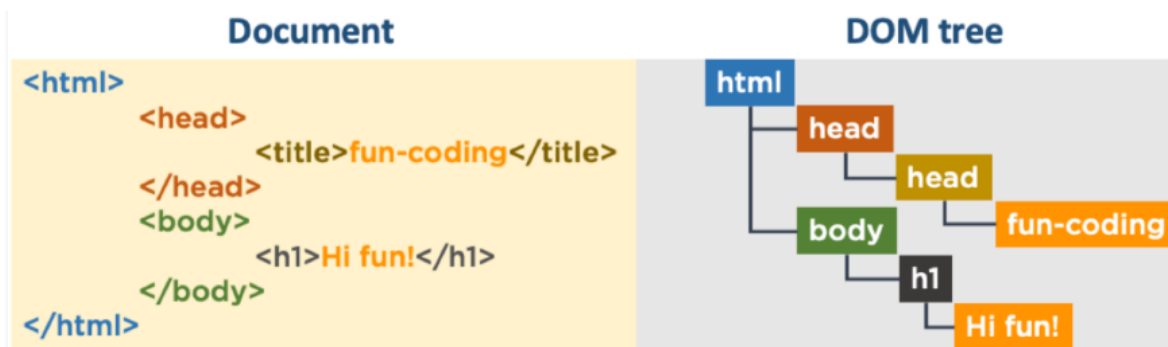 Document
<html>
<head>
<title>fun-coding</title>
</head>
<body>
<h1>Hi fun!</h1>
</body>
</html>
DOM tree
html
head
head
fun-coding
body
h1
Hi fun!